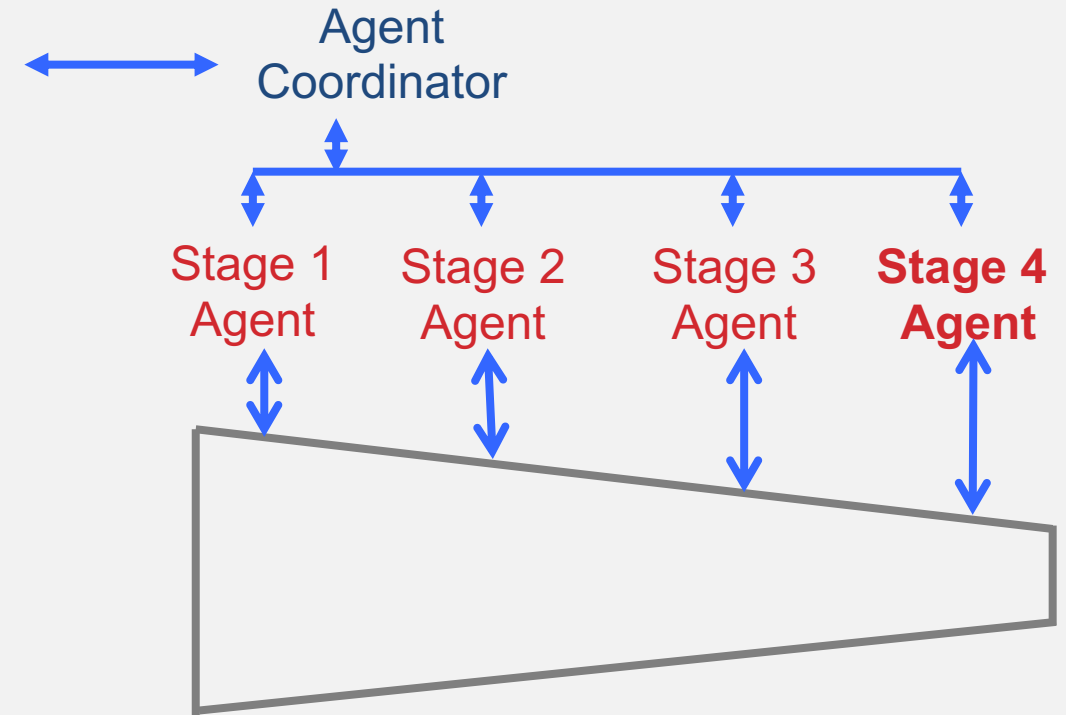 Agent
Coordinator
Stage 1
Agent
Stage 2
Agent
Stage 3
Agent
Stage 4
Agent